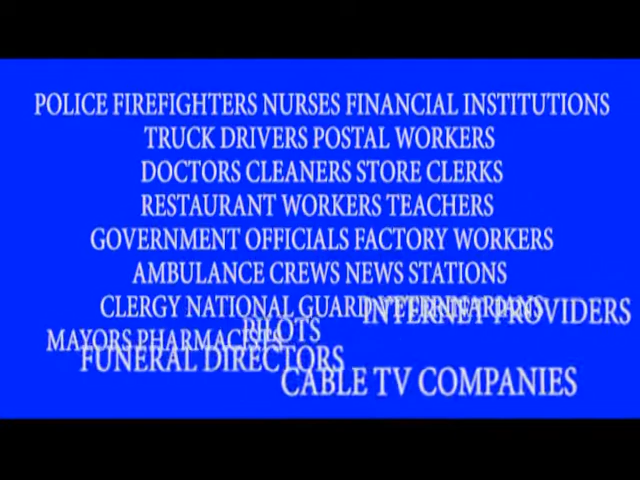 POLICE FIREFIGHTERS NURSES FINANCIAL INSTITUTIONS
TRUCK DRIVERS POSTAL WORKERS
DOCTORS CLEANERS STORE CLERKS
RESTAURANT WORKERS TEACHERS
GOVERNMENT OFFICIALS FACTORY WORKERS
AMBULANCE CREWS NEWS STATIONS
CLERGY NATIONAL GUARD VETERINARIANS
INTERNET PROVIDERS
PILOTS
MAYORS PHARMACISTS
FUNERAL DIRECTORS
CABLE TV COMPANIES